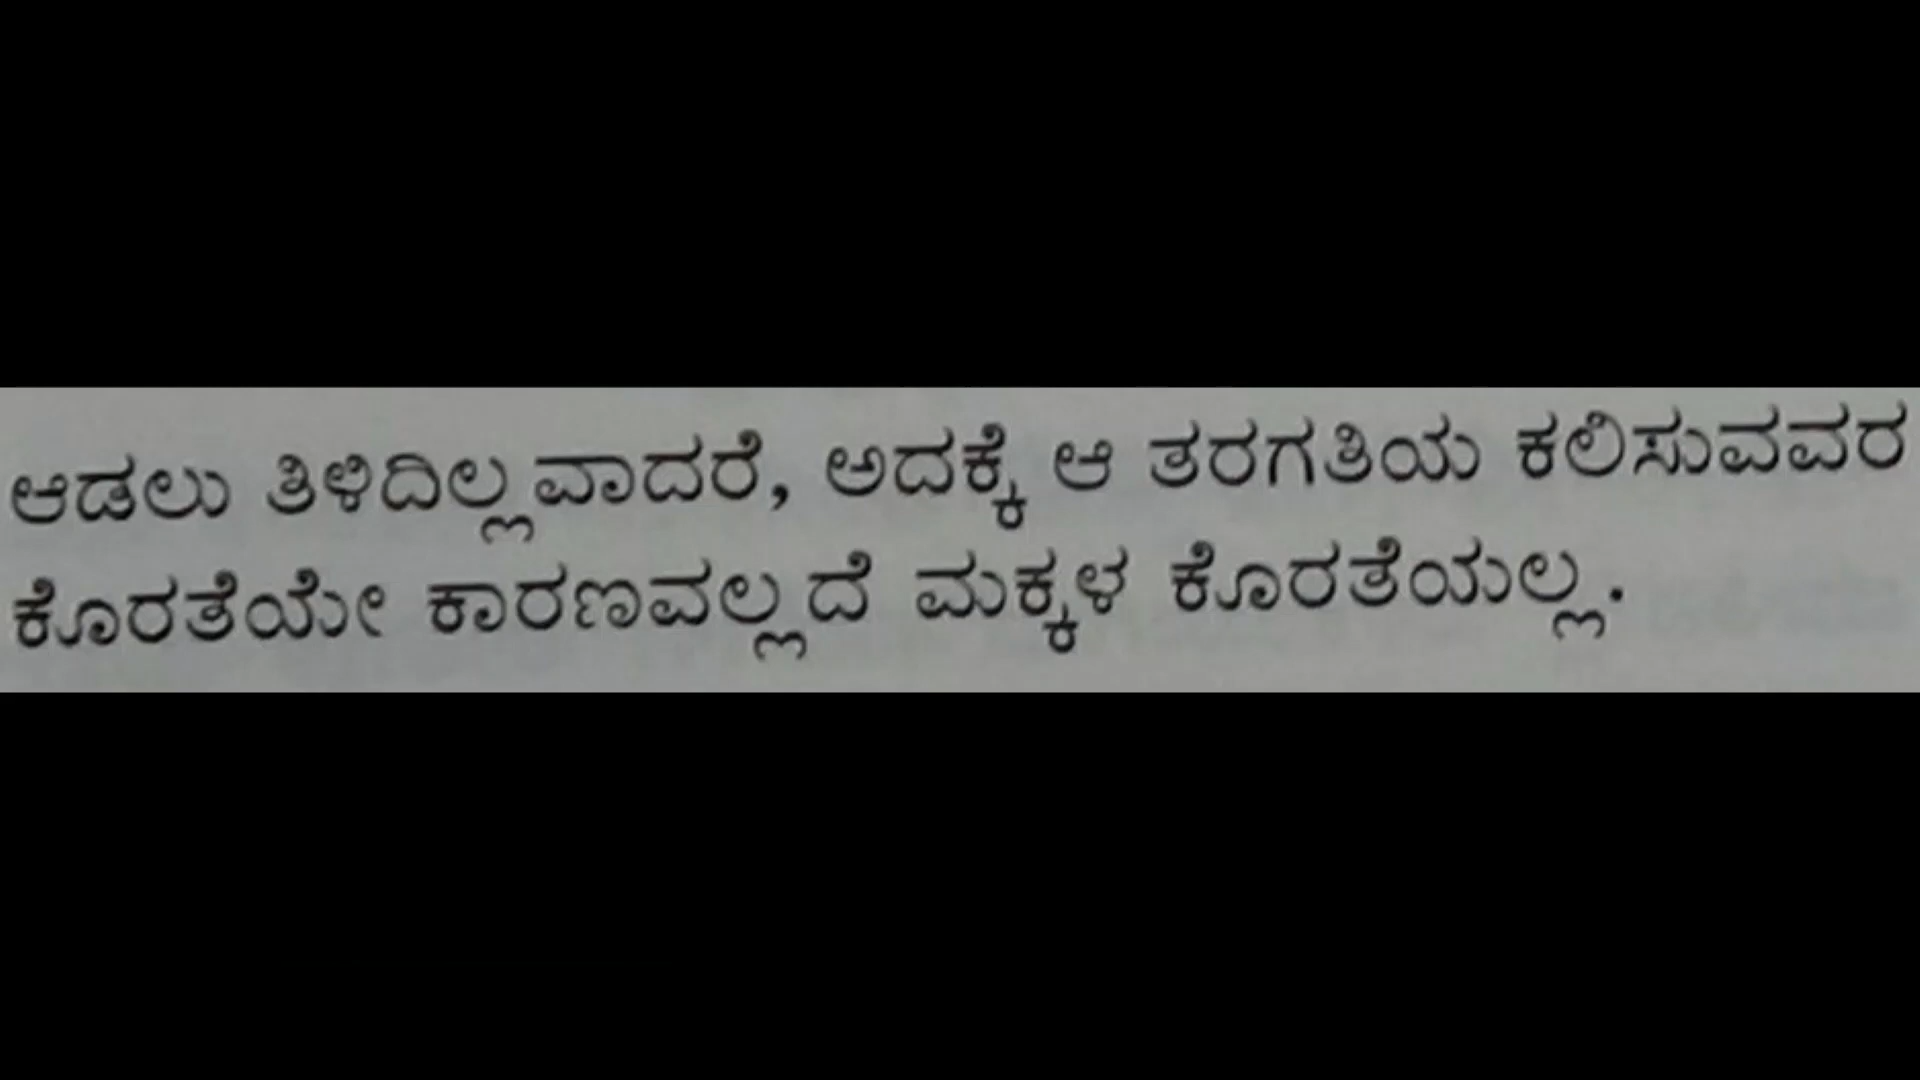 ಆಡಲು ತಿಳಿದಿಲ್ಲವಾದರೆ, ಅದಕ್ಕೆ ಆ ತರಗತಿಯ ಕಲಿಸುವವರ
ಕೊರತೆಯೇ ಕಾರಣವಲ್ಲದೆ ಮಕ್ಕಳ ಕೊರತೆಯಲ್ಲ.